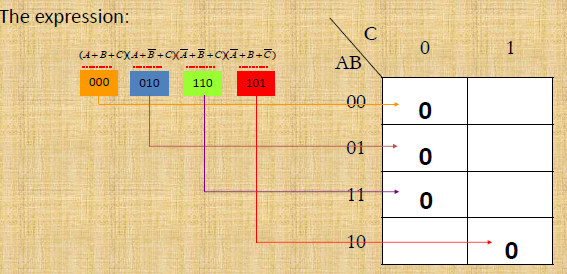 The expression:
C
0 1
AB
(A+B+C)(A+B̅+C)(A̅+B̅+C)(A̅+B+C̅)
000 010 110 101
00 0
01 0
11 0
10 0